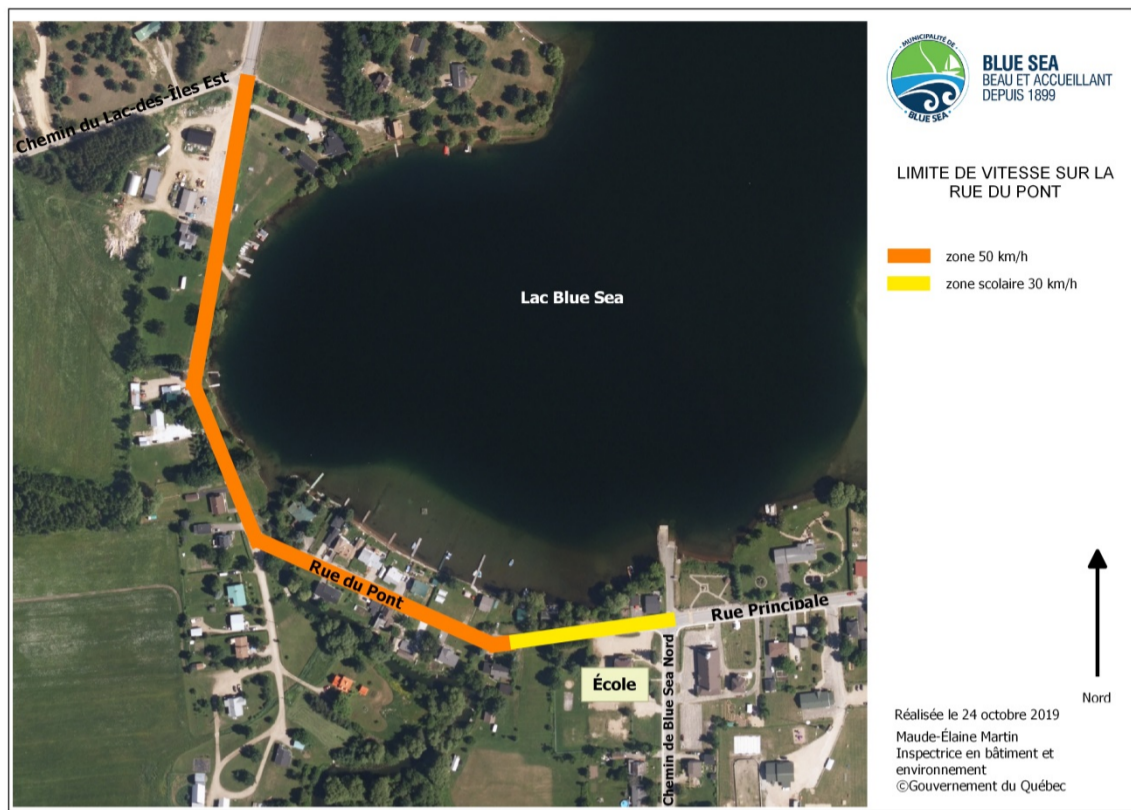 MUNICIPALITÉ DE
BLUE SEA
BLUE SEA
BEAU ET ACCUEILLANT
DEPUIS 1899
LIMITE DE VITESSE SUR LA
RUE DU PONT
zone 50 km/h
zone scolaire 30 km/h
Chemin du Lac-des-Îles Est
Lac Blue Sea
Rue du Pont
Rue Principale
École
Chemin de Blue Sea Nord
Nord
Réalisée le 24 octobre 2019
Maude-Élaine Martin
Inspectrice en bâtiment et
environnement
©Gouvernement du Québec